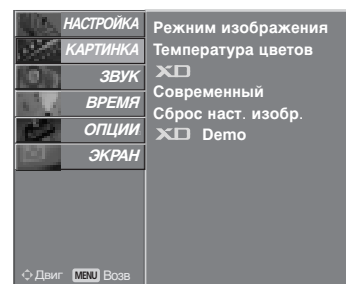 НАСТРОЙКА
КАРТИНКА
ЗВУК
ВРЕМЯ
ОПЦИИ
ЭКРАН
Двиг MENU Возв
Режним изображения
Температура цветов
XD
Современный
Сброс наст. изобр.
XD Demo